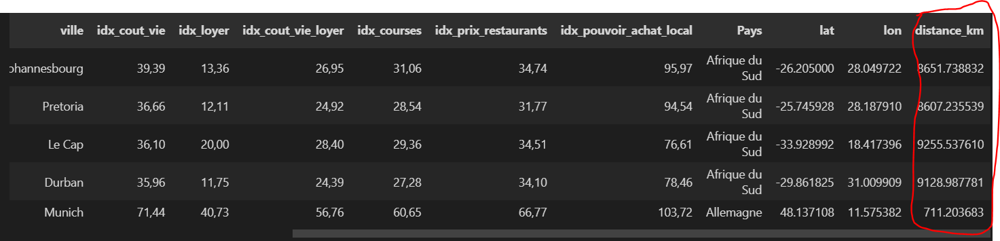 ville idx_cout_vie idx_loyer idx_cout_vie_loyer idx_courses idx_prix_restaurants idx_pouvoir_achat_local Pays lat lon distance_km
ohannesbourg 39,39 13,36 26,95 31,06 34,74 95,97 Afrique du Sud -26.205000 28.049722 8651.738832
Pretoria 36,66 12,11 24,92 28,54 31,77 94,54 Afrique du Sud -25.745928 28.187910 8607.235539
Le Cap 36,10 20,00 28,40 29,36 34,51 76,61 Afrique du Sud -33.928992 18.417396 9255.537610
Durban 35,96 11,75 24,39 27,28 34,10 78,46 Afrique du Sud -29.861825 31.009909 9128.987781
Munich 71,44 40,73 56,76 60,65 66,77 103,72 Allemagne 48.137108 11.575382 711.203683